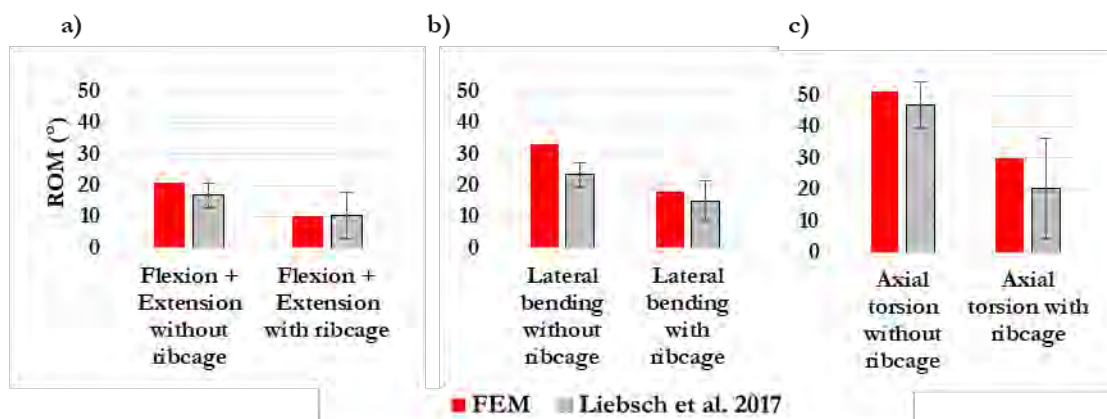 a)
ROM (°)
50
40
30
20
10
0
Flexion +
Extension
without
ribcage
Flexion +
Extension
with ribcage
b)
50
40
30
20
10
0
Lateral
bending
without
ribcage
Lateral
bending
with
ribcage
c)
50
40
30
20
10
0
Axial
torsion
without
ribcage
Axial
torsion with
ribcage
FEM
Liebsch et al. 2017